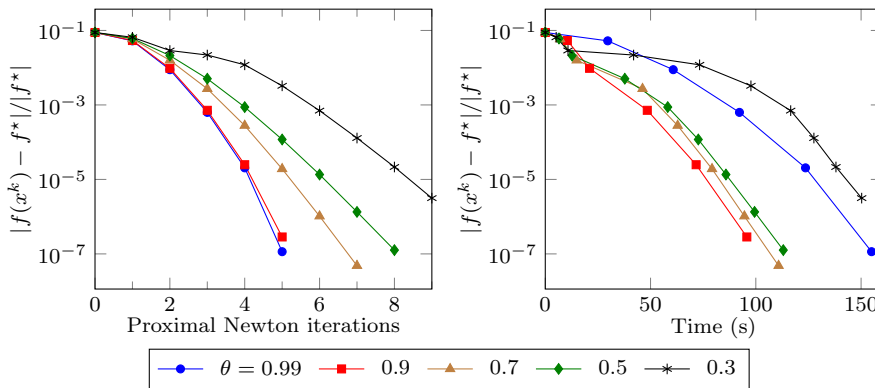 10^{-1}
10^{-3}
10^{-5}
10^{-7}
|f(x^k) − f^⋆|/|f^⋆|
0 2 4 6 8
Proximal Newton iterations
10^{-1}
10^{-3}
10^{-5}
10^{-7}
|f(x^k) − f^⋆|/|f^⋆|
0 50 100 150
Time (s)
θ = 0.99 0.9 0.7 0.5 0.3